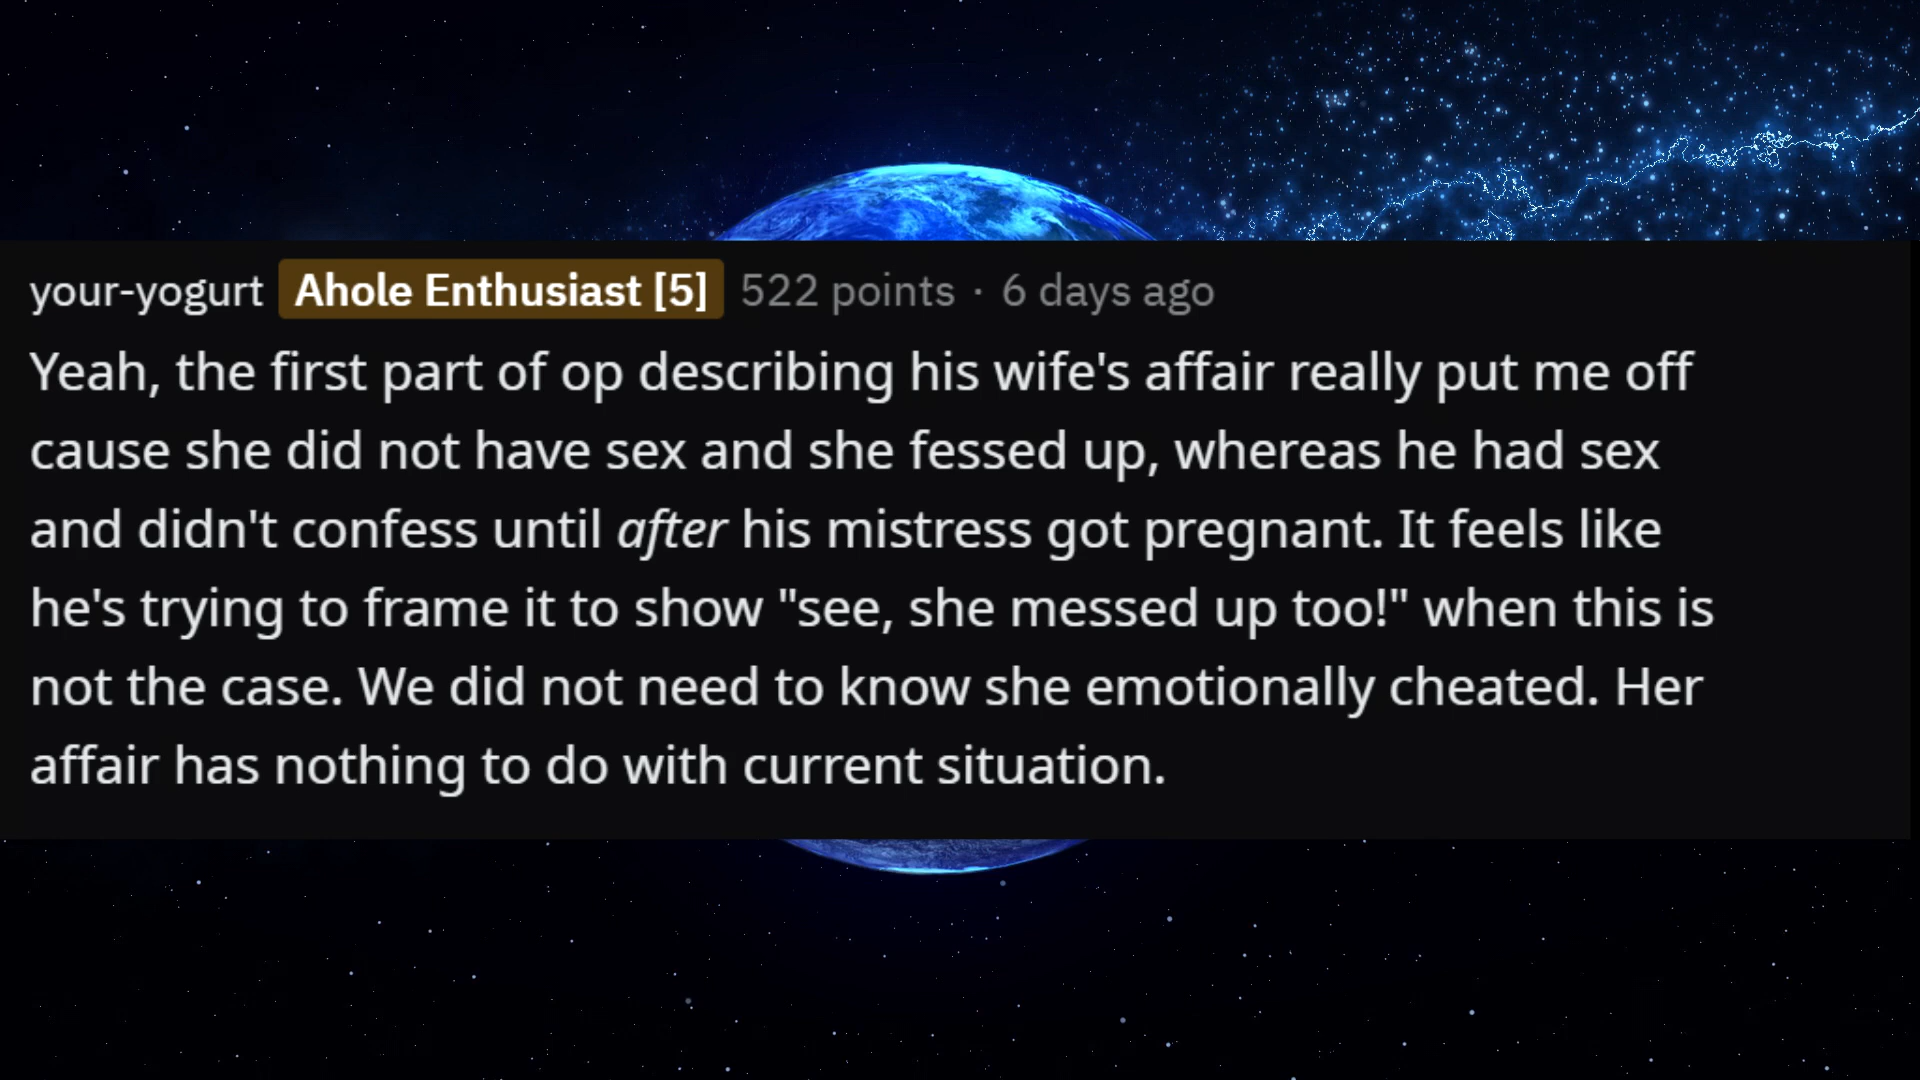 your-yogurt Ahole Enthusiast [5] 522 points · 6 days ago
Yeah, the first part of op describing his wife's affair really put me off
cause she did not have sex and she fessed up, whereas he had sex
and didn't confess until after his mistress got pregnant. It feels like
he's trying to frame it to show "see, she messed up too!" when this is
not the case. We did not need to know she emotionally cheated. Her
affair has nothing to do with current situation.